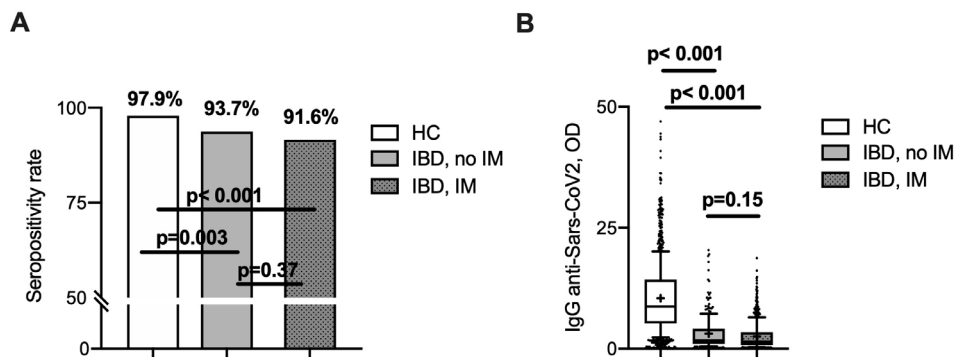 A
97.9%
93.7%
91.6%
100
75
50
0
Seropositivity rate
p< 0.001
p=0.003
p=0.37
HC
IBD, no IM
IBD, IM
B
p< 0.001
p< 0.001
p=0.15
50
25
0
IgG anti-Sars-CoV2, OD
HC
IBD, no IM
IBD, IM